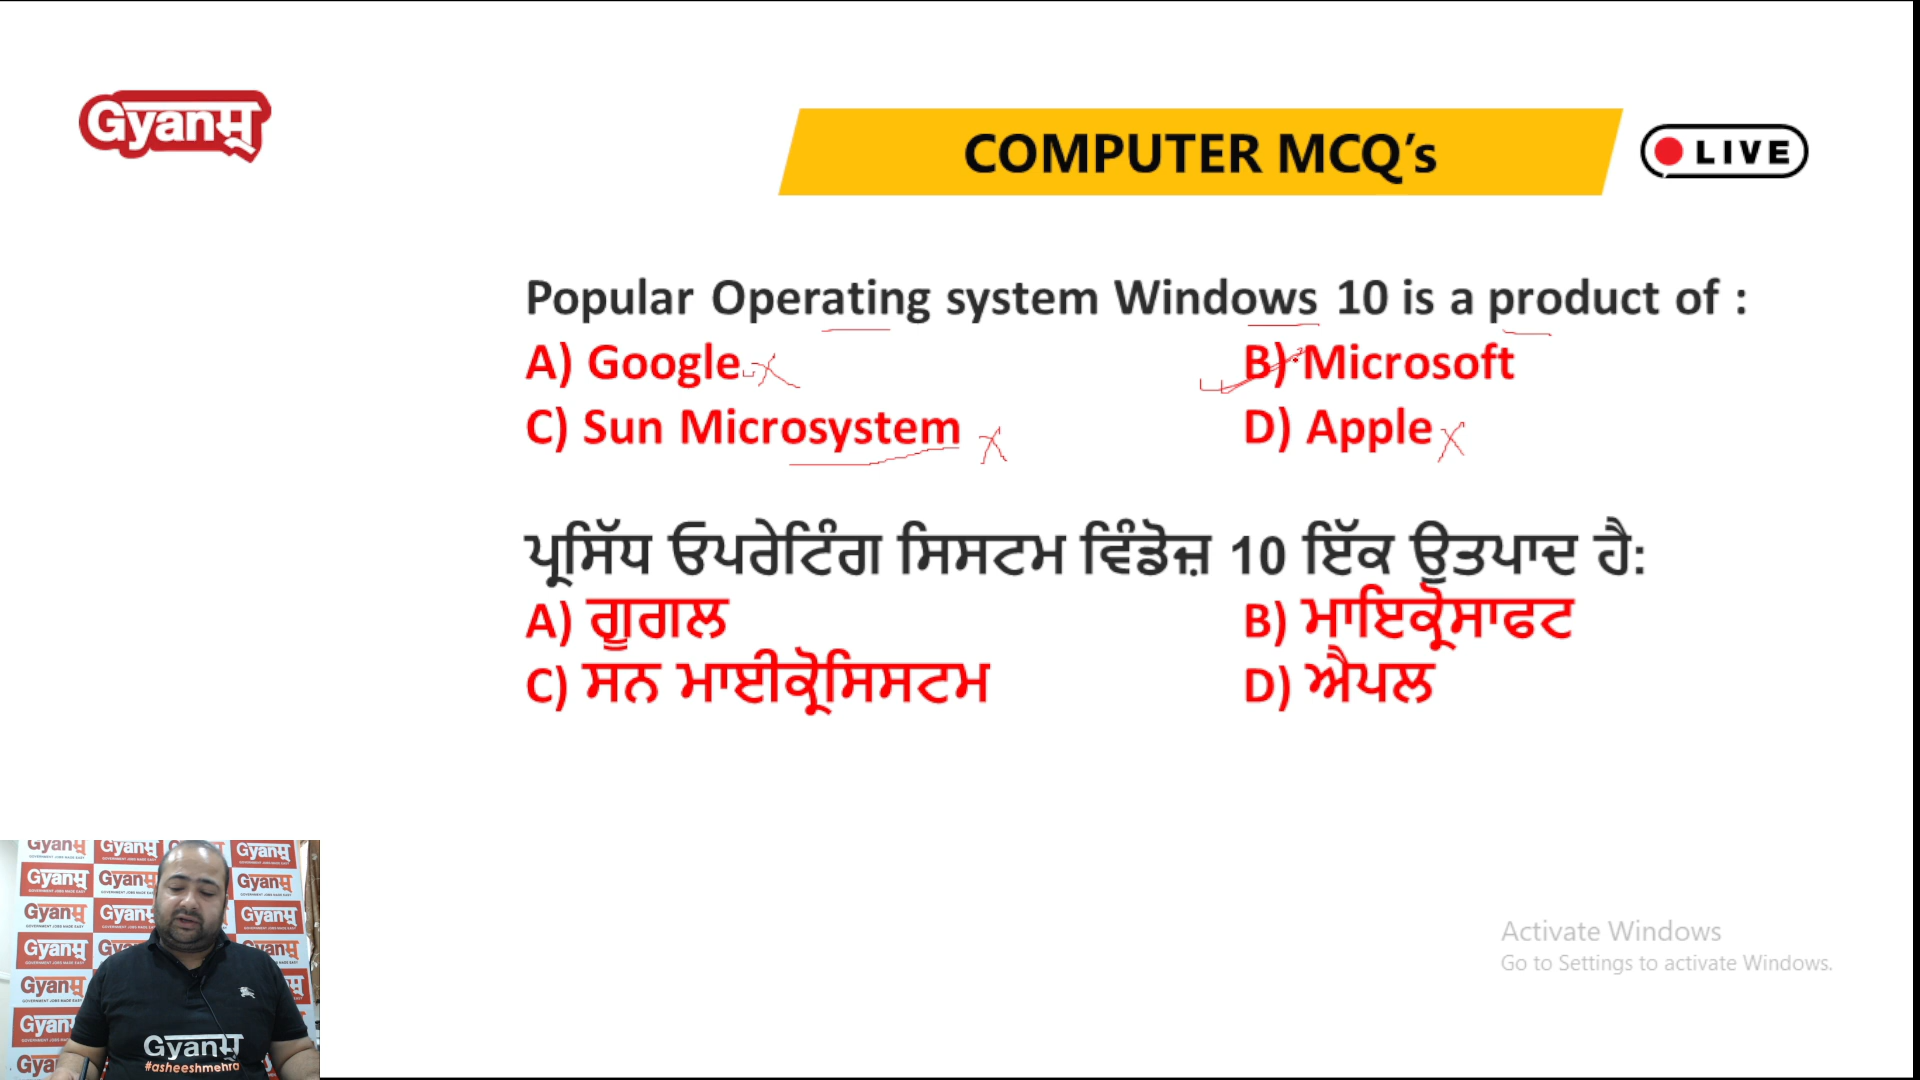 Gyanम्
COMPUTER MCQ’s
LIVE
Popular Operating system Windows 10 is a product of :
A) Google
B) Microsoft
C) Sun Microsystem
D) Apple
ਪ੍ਰਸਿੱਧ ਓਪਰੇਟਿੰਗ ਸਿਸਟਮ ਵਿੰਡੋਜ਼ 10 ਇੱਕ ਉਤਪਾਦ ਹੈ:
A) ਗੂਗਲ
B) ਮਾਇਕ੍ਰੋਸਾਫਟ
C) ਸਨ ਮਾਈਕ੍ਰੋਸਿਸਟਮ
D) ਐਪਲ
Activate Windows
Go to Settings to activate Windows.
Gyanम्
#asheeshmehra